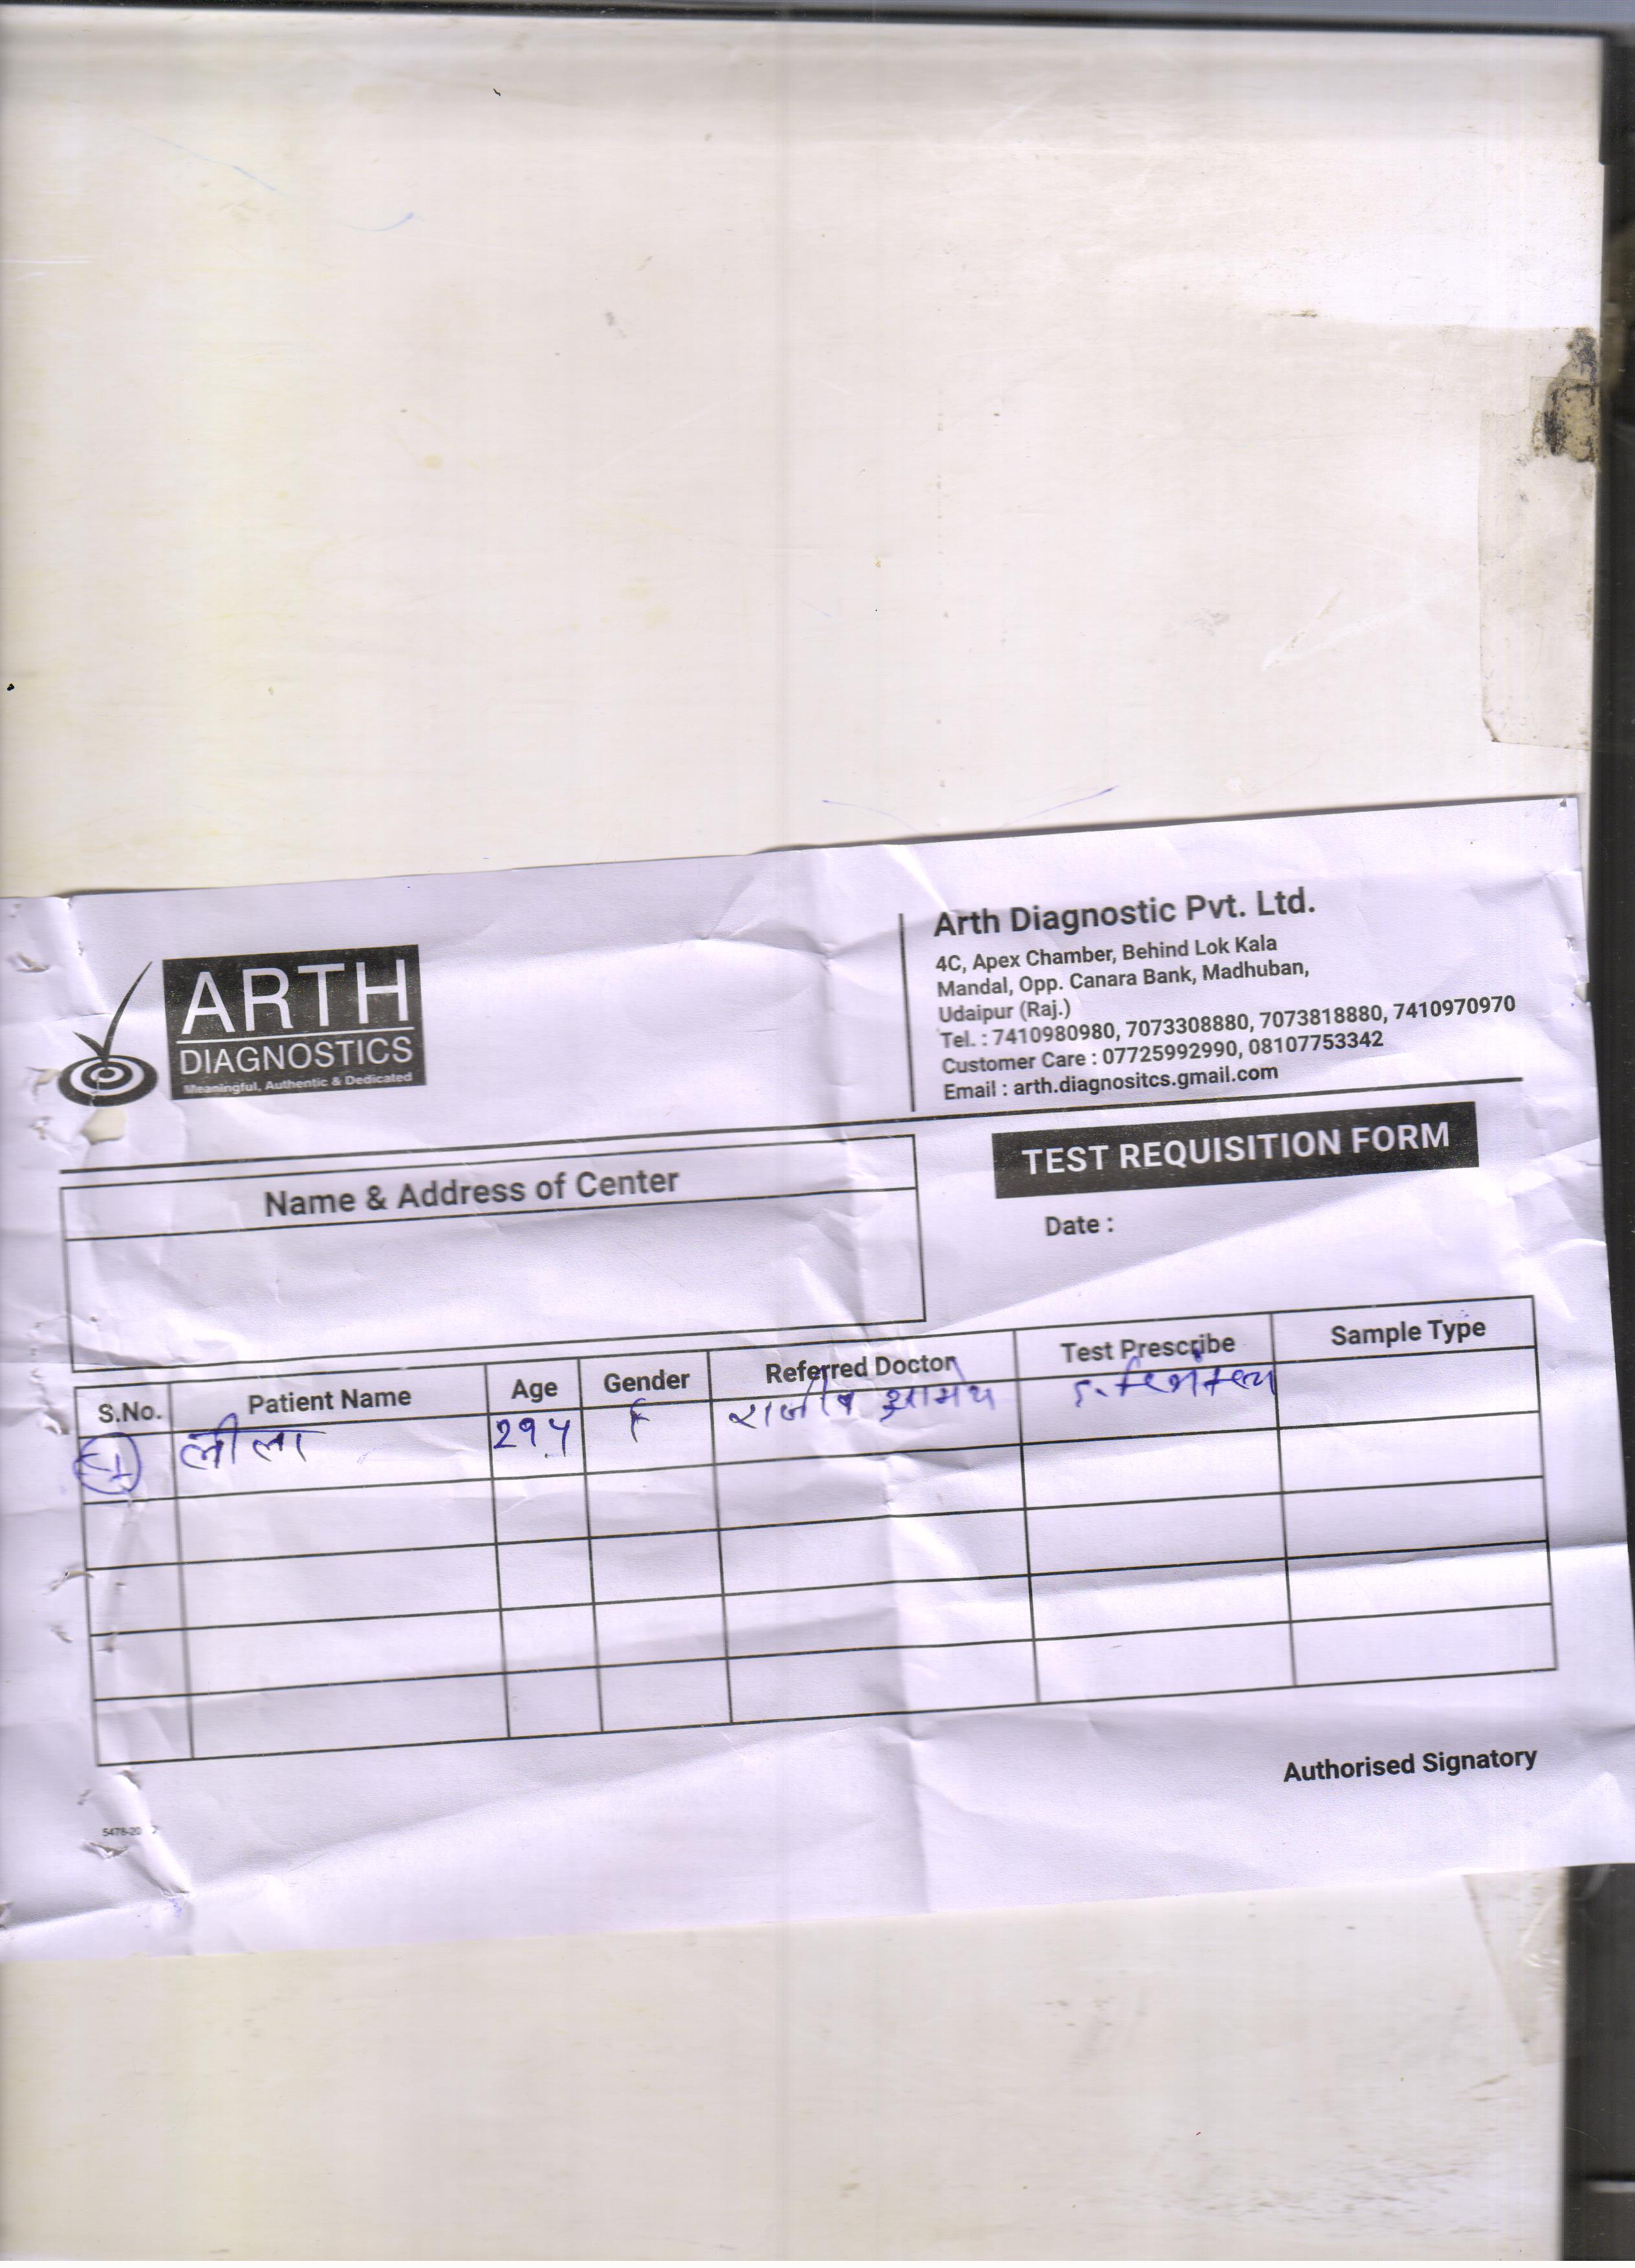 ARTH
DIAGNOSTICS
Meaningful, Authentic & Dedicated
Arth Diagnostic Pvt. Ltd.
4C, Apex Chamber, Behind Lok Kala
Mandal, Opp. Canara Bank, Madhuban,
Udaipur (Raj.)
Tel. : 7410980980, 7073308880, 7073818880, 7410970970
Customer Care : 07725992990, 08107753342
Email : arth.diagnositcs.gmail.com
TEST REQUISITION FORM
Name & Address of Center
Date :
S.No. Patient Name Age Gender Referred Doctor Test Prescribe Sample Type
लीला 29 y F राजीव
Authorised Signatory
5478-20